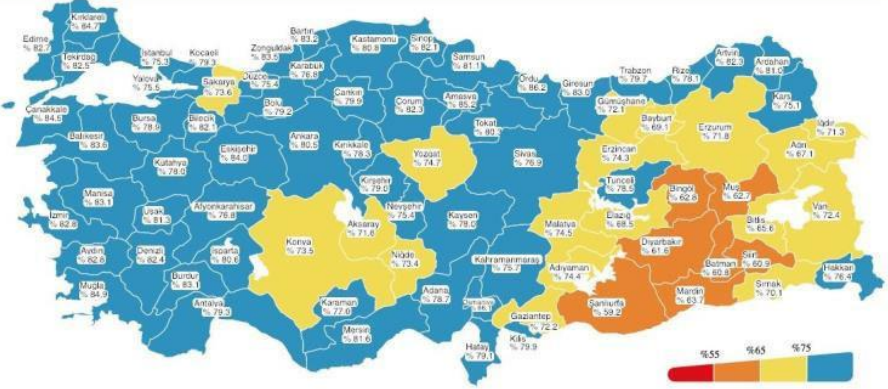 Kırklareli
% 84.7
Edirne
% 82.7
Tekirdağ
% 82.5
İstanbul
% 75.3
Kocaeli
% 79.3
Yalova
% 75.5
Sakarya
% 73.6
Düzce
% 75.4
Zonguldak
% 83.5
Bartın
% 83.2
Karabük
% 76.8
Kastamonu
% 80.8
Sinop
% 82.1
Samsun
% 81.1
Ordu
% 86.2
Giresun
% 83.0
Trabzon
% 79.7
Rize
% 78.1
Artvin
% 82.3
Ardahan
% 81.0
Kars
% 75.1
Iğdır
% 71.3
Çanakkale
% 84.5
Balıkesir
% 83.6
Bursa
% 78.9
Bilecik
% 82.1
Bolu
% 79.2
Çankırı
% 79.9
Çorum
% 82.3
Amasya
% 85.2
Tokat
Gümüşhane
% 72.1
Bayburt
% 69.1
Erzurum
% 71.8
Ağrı
% 67.1
Kütahya
% 78.0
Eskişehir
% 84.0
Ankara
% 80.5
Kırıkkale
% 78.3
Yozgat
% 74.7
Sivas
% 76.9
Erzincan
% 74.3
Tunceli
% 78.5
Bingöl
% 62.8
Muş
% 62.7
Van
% 72.4
Manisa
% 83.1
İzmir
% 82.8
Uşak
% 81.3
Afyonkarahisar
% 76.8
Kırşehir
% 79.0
Nevşehir
% 75.4
Kayseri
% 78.0
Malatya
% 74.5
Elazığ
% 68.5
Bitlis
% 65.6
Aydın
% 82.6
Denizli
% 82.4
Isparta
% 80.6
Konya
% 73.5
Aksaray
% 71.6
Niğde
% 73.4
Kahramanmaraş
% 75.7
Adıyaman
% 74.4
Diyarbakır
% 61.6
Batman
% 60.8
Siirt
% 60.9
Hakkari
% 76.4
Muğla
% 84.9
Burdur
% 83.1
Antalya
% 79.3
Karaman
% 77.0
Mersin
% 81.6
Adana
% 78.7
Gaziantep
% 72.2
Kilis
% 79.9
Hatay
% 79.1
Şanlıurfa
% 59.2
Mardin
% 63.7
Şırnak
% 70.1
%55 %65 %75